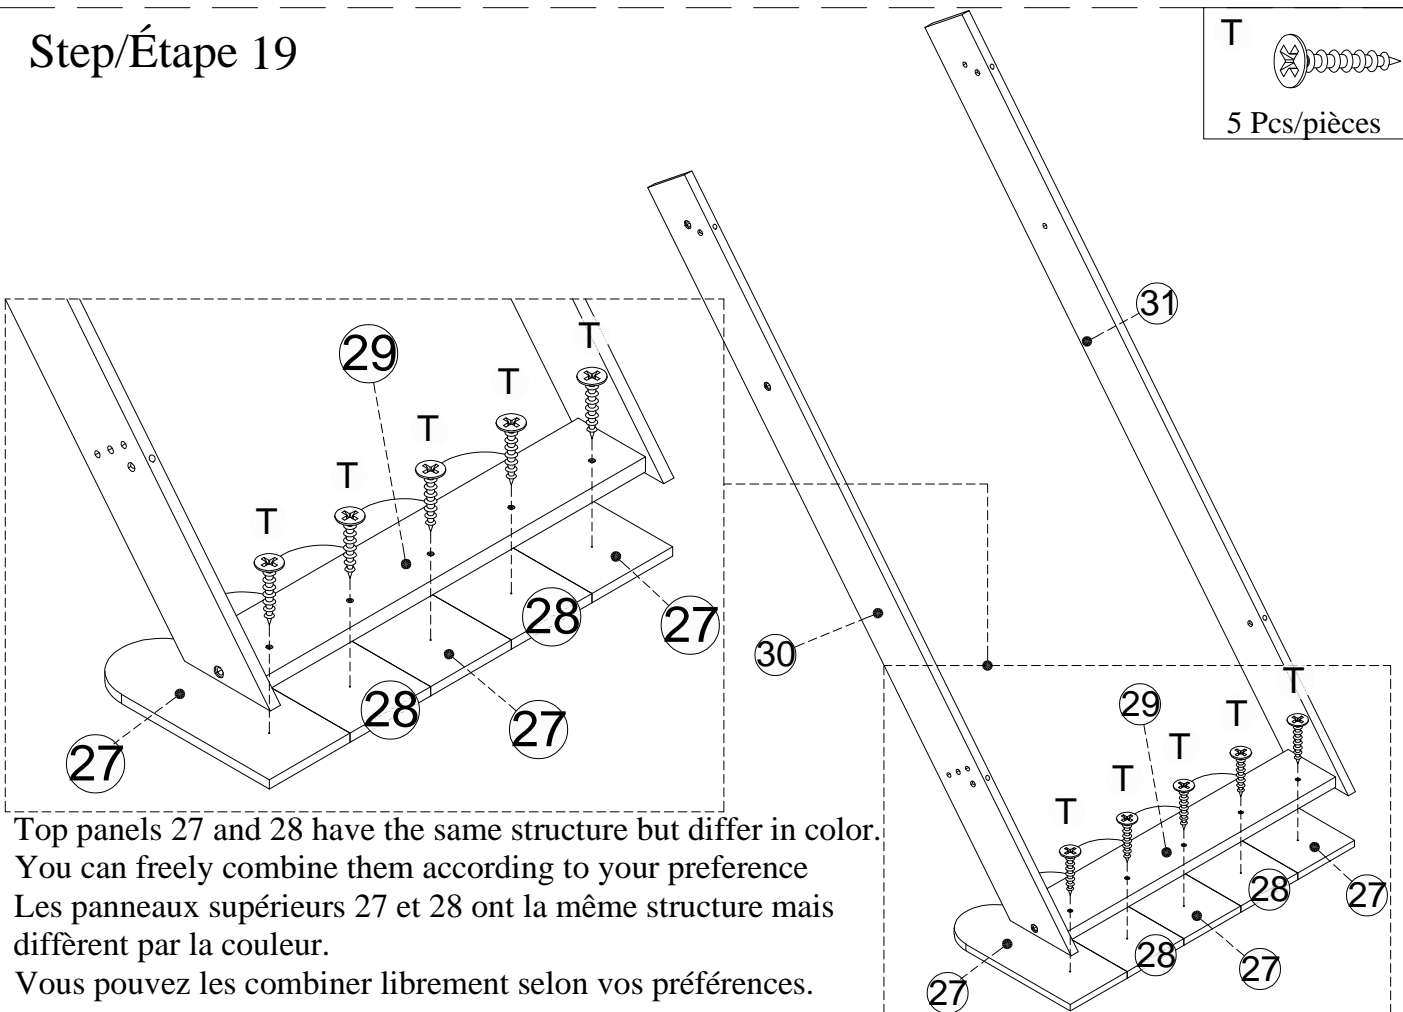 Step/Étape 19
T
5 Pcs/pièces
31
29
T
T
T
T
T
28
27
28
27
27
30
29
T
T
T
T
T
28
27
28
27
27
Top panels 27 and 28 have the same structure but differ in color.
You can freely combine them according to your preference
Les panneaux supérieurs 27 et 28 ont la même structure mais
diffèrent par la couleur.
Vous pouvez les combiner librement selon vos préférences.